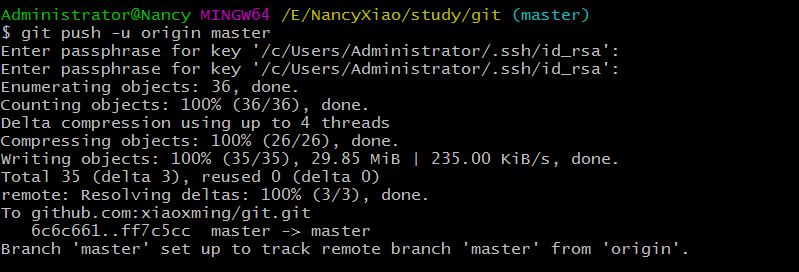 Administrator@Nancy MINGW64 /E/NancyXiao/study/git (master)
$ git push -u origin master
Enter passphrase for key '/c/Users/Administrator/.ssh/id_rsa':
Enter passphrase for key '/c/Users/Administrator/.ssh/id_rsa':
Enumerating objects: 36, done.
Counting objects: 100% (36/36), done.
Delta compression using up to 4 threads
Compressing objects: 100% (26/26), done.
Writing objects: 100% (35/35), 29.85 MiB | 235.00 KiB/s, done.
Total 35 (delta 3), reused 0 (delta 0)
remote: Resolving deltas: 100% (3/3), done.
To github.com:xiaoxming/git.git
   6c6c661..ff7c5cc  master -> master
Branch 'master' set up to track remote branch 'master' from 'origin'.